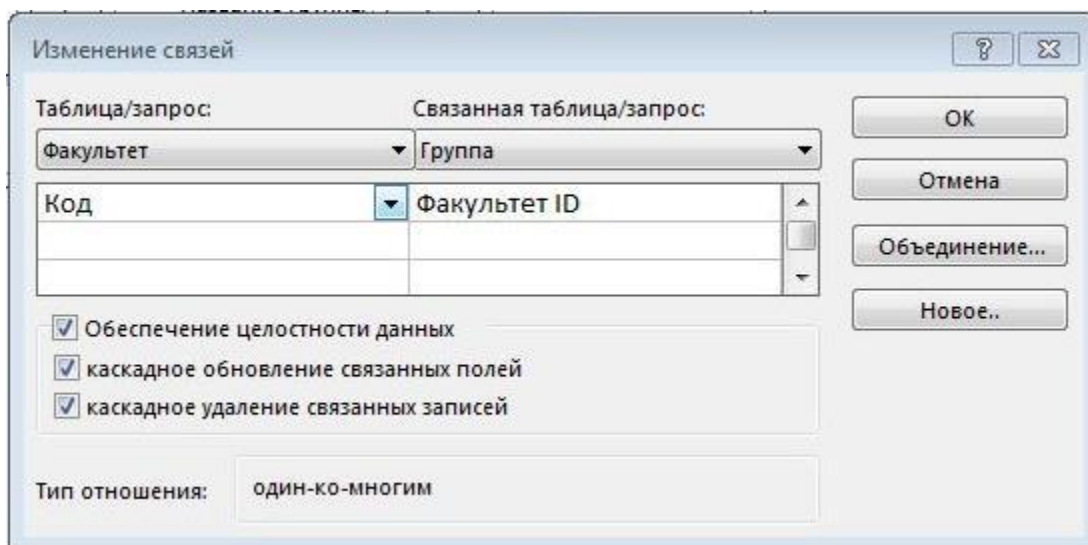 Изменение связей
Таблица/запрос: Связанная таблица/запрос:
Факультет Группа
Код Факультет ID
Обеспечение целостности данных
каскадное обновление связанных полей
каскадное удаление связанных записей
Тип отношения: один-ко-многим
ОК
Отмена
Объединение...
Новое..